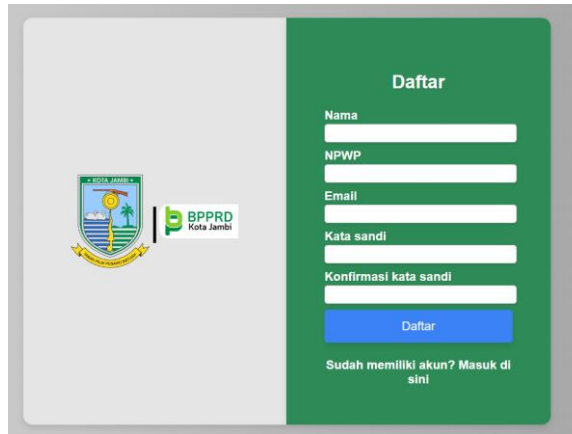 KOTA JAMBI
BPPRD
Kota Jambi
Daftar
Nama
NPWP
Email
Kata sandi
Konfirmasi kata sandi
Daftar
Sudah memiliki akun? Masuk di
sini